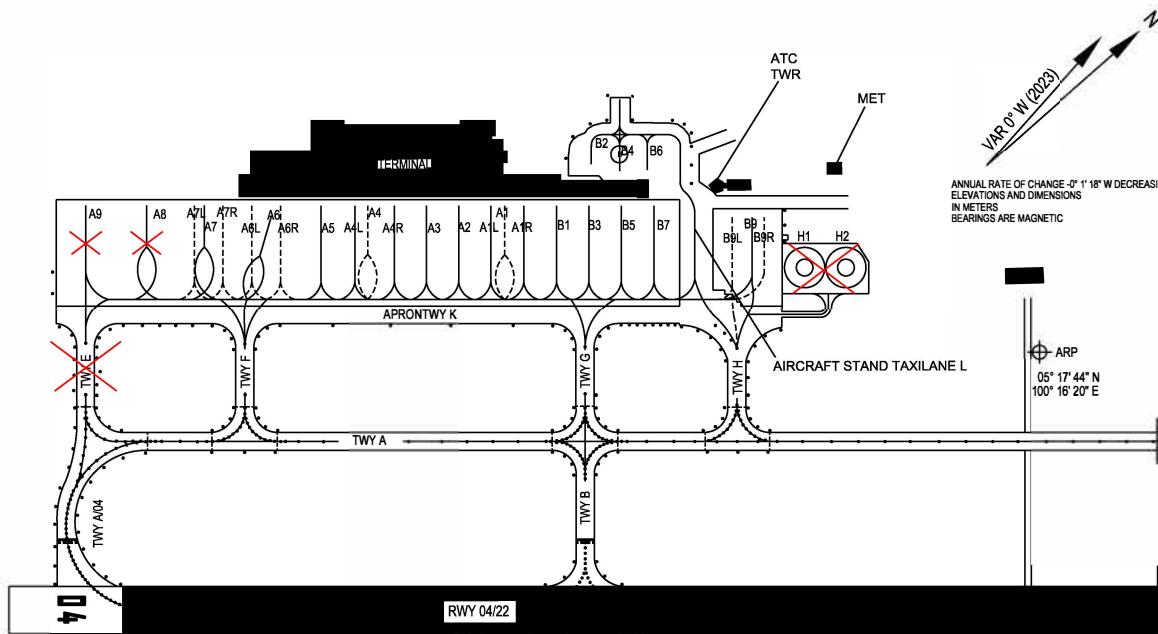 N
VAR 0° W (2023)
ATC
TWR
MET
ANNUAL RATE OF CHANGE -0° 1' 18" W DECREASI
ELEVATIONS AND DIMENSIONS
IN METERS
BEARINGS ARE MAGNETIC
B2
B4
B6
TERMINAL
A9
A8
A7L
A7R
A7
A6
A6L
A6R
A5
A4
A4L
A4R
A3
A2
A1
A1L
A1R
B1
B3
B5
B7
B9
B9L
B9R
H1
H2
APRONTWY K
AIRCRAFT STAND TAXILANE L
ARP
05° 17' 44" N
100° 16' 20" E
TWY E
TWY F
TWY G
TWY H
TWY A
TWY A/04
TWY B
04
RWY 04/22